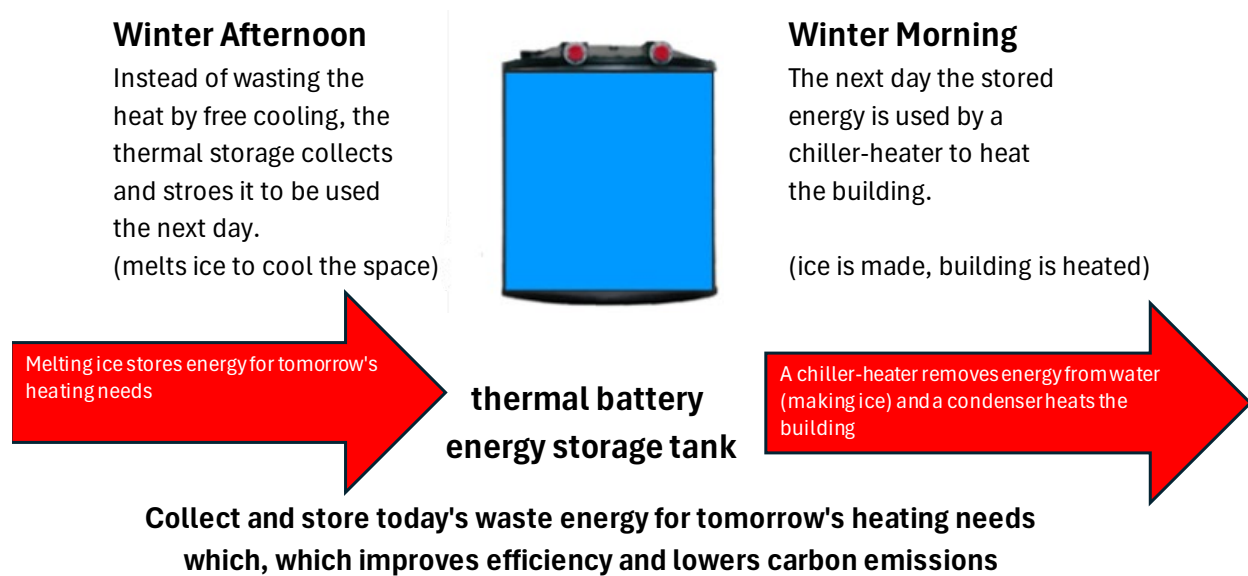 Winter Afternoon
Instead of wasting the
heat by free cooling, the
thermal storage collects
and stroes it to be used
the next day.
(melts ice to cool the space)
Winter Morning
The next day the stored
energy is used by a
chiller-heater to heat
the building.
(ice is made, building is heated)
Melting ice stores energy for tomorrow's
heating needs
thermal battery
energy storage tank
A chiller-heater removes energy from water
(making ice) and a condenser heats the
building
Collect and store today's waste energy for tomorrow's heating needs
which, which improves efficiency and lowers carbon emissions